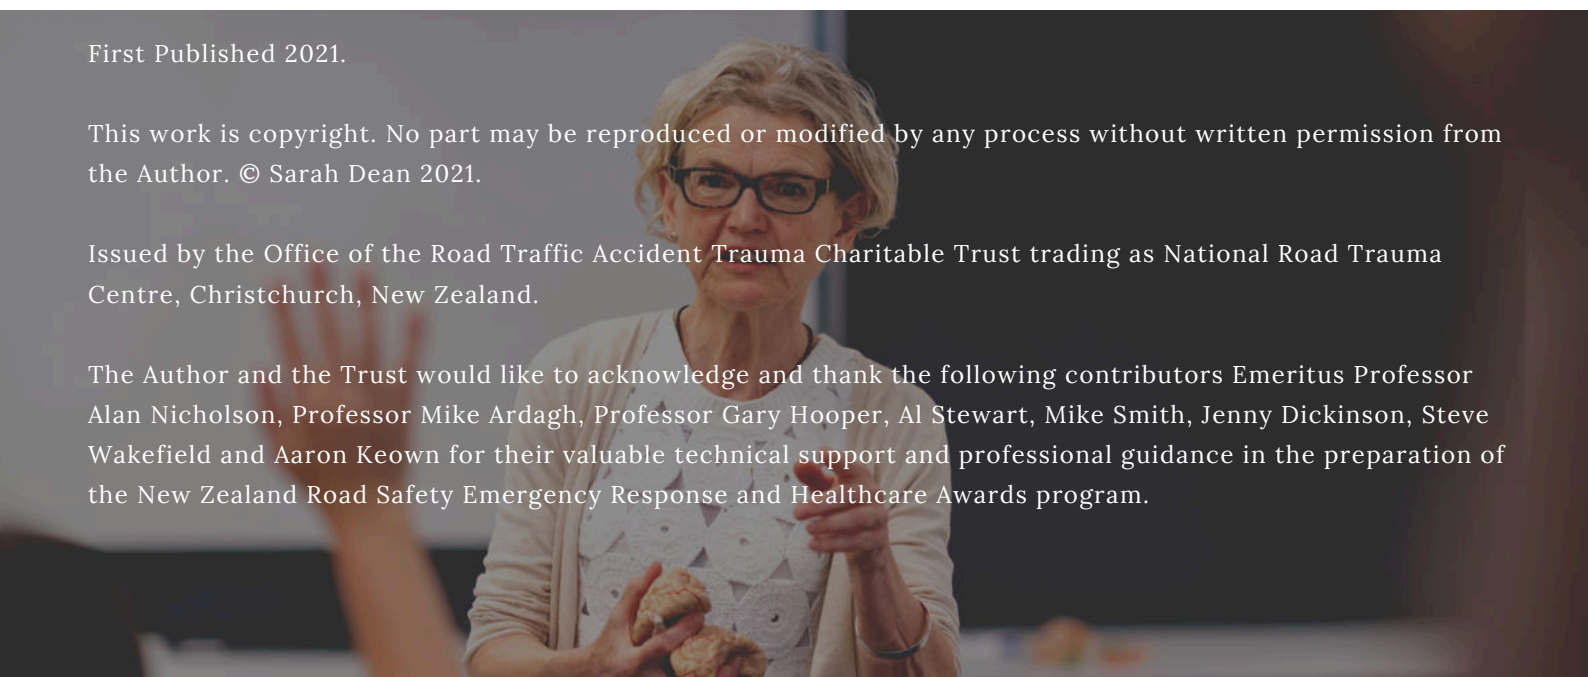 First Published 2021.
This work is copyright. No part may be reproduced or modified by any process without written permission from
the Author. © Sarah Dean 2021.
Issued by the Office of the Road Traffic Accident Trauma Charitable Trust trading as National Road Trauma
Centre, Christchurch, New Zealand.
The Author and the Trust would like to acknowledge and thank the following contributors Emeritus Professor
Alan Nicholson, Professor Mike Ardagh, Professor Gary Hooper, Al Stewart, Mike Smith, Jenny Dickinson, Steve
Wakefield and Aaron Keown for their valuable technical support and professional guidance in the preparation of
the New Zealand Road Safety Emergency Response and Healthcare Awards program.